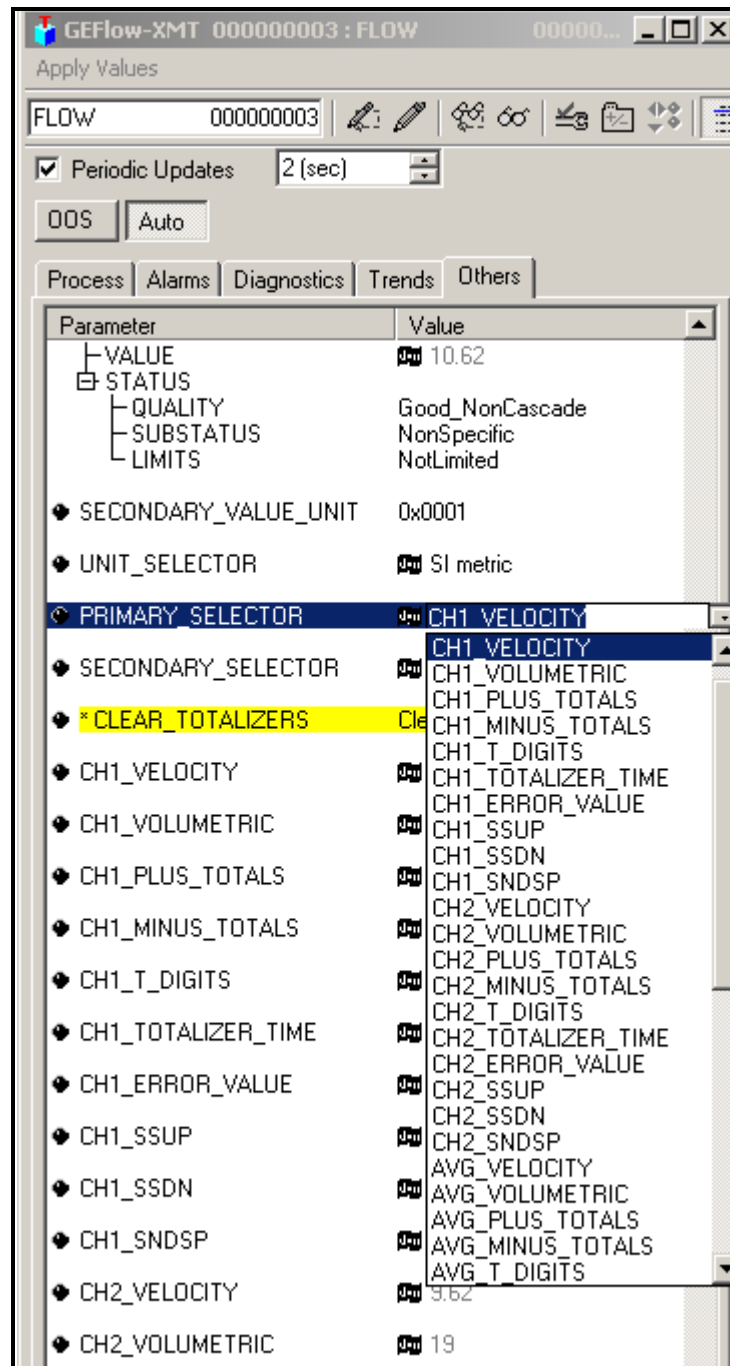 GEFlow-XMT 000000003 : FLOW 00000...
Apply Values
FLOW 000000003
Periodic Updates 2 (sec)
OOS Auto
Process Alarms Diagnostics Trends Others
Parameter Value
VALUE 10.62
STATUS
QUALITY Good_NonCascade
SUBSTATUS NonSpecific
LIMITS NotLimited
SECONDARY_VALUE_UNIT 0x0001
UNIT_SELECTOR SI metric
PRIMARY_SELECTOR CH1_VELOCITY
SECONDARY_SELECTOR
* CLEAR_TOTALIZERS Cle
CH1_VELOCITY
CH1_VOLUMETRIC
CH1_PLUS_TOTALS
CH1_MINUS_TOTALS
CH1_T_DIGITS
CH1_TOTALIZER_TIME
CH1_ERROR_VALUE
CH1_SSUP
CH1_SSDN
CH1_SNDSP
CH2_VELOCITY 9.62
CH2_VOLUMETRIC 19
CH1_VELOCITY
CH1_VOLUMETRIC
CH1_PLUS_TOTALS
CH1_MINUS_TOTALS
CH1_T_DIGITS
CH1_TOTALIZER_TIME
CH1_ERROR_VALUE
CH1_SSUP
CH1_SSDN
CH1_SNDSP
CH2_VELOCITY
CH2_VOLUMETRIC
CH2_PLUS_TOTALS
CH2_MINUS_TOTALS
CH2_T_DIGITS
CH2_TOTALIZER_TIME
CH2_ERROR_VALUE
CH2_SSUP
CH2_SSDN
CH2_SNDSP
AVG_VELOCITY
AVG_VOLUMETRIC
AVG_PLUS_TOTALS
AVG_MINUS_TOTALS
AVG_T_DIGITS